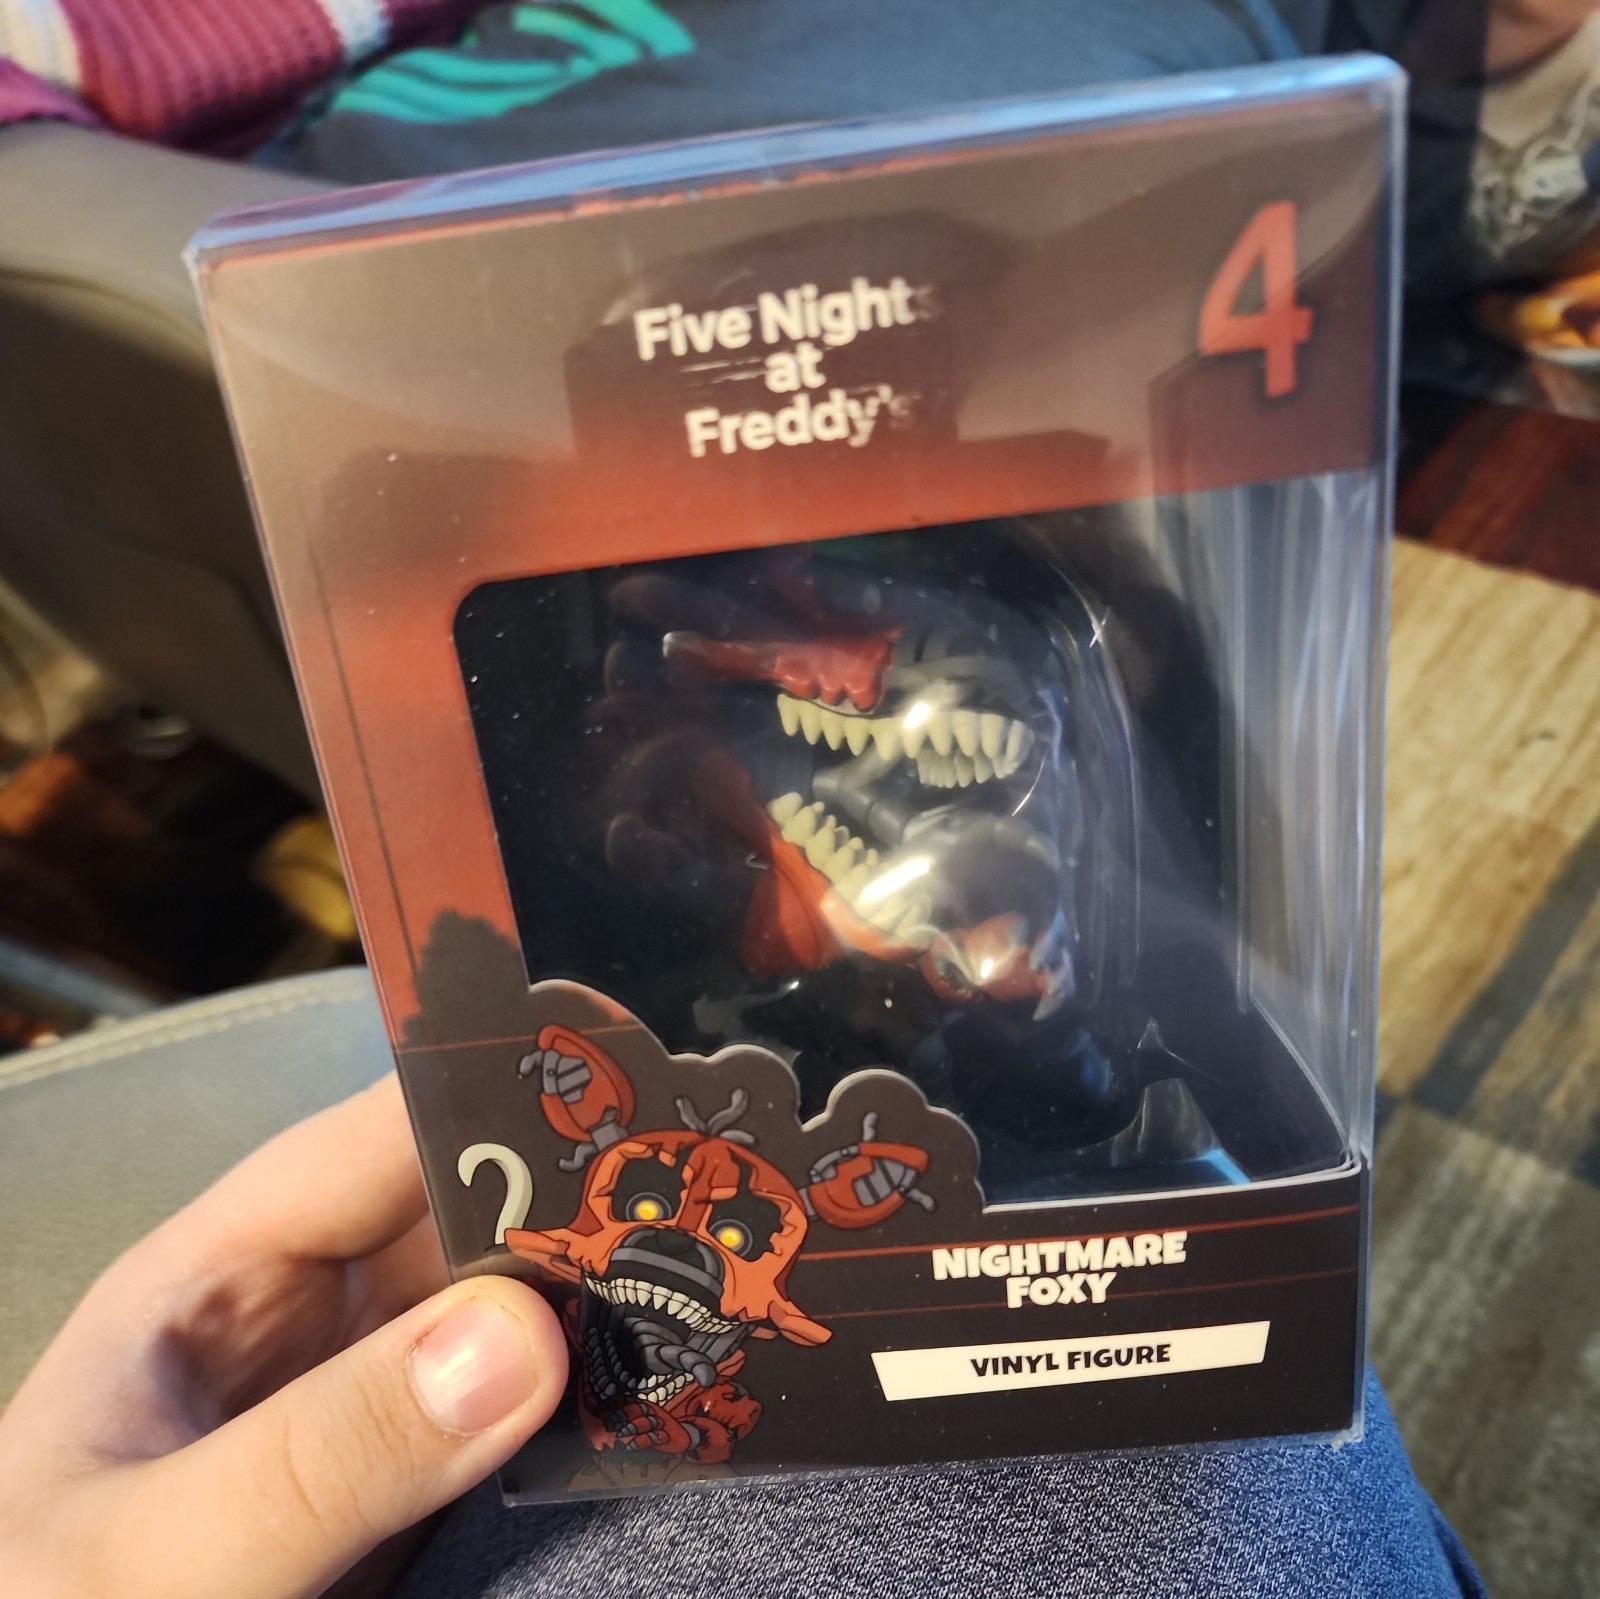 Five Nights
at
Freddy's
4
NIGHTMARE
FOXY
VINYL FIGURE